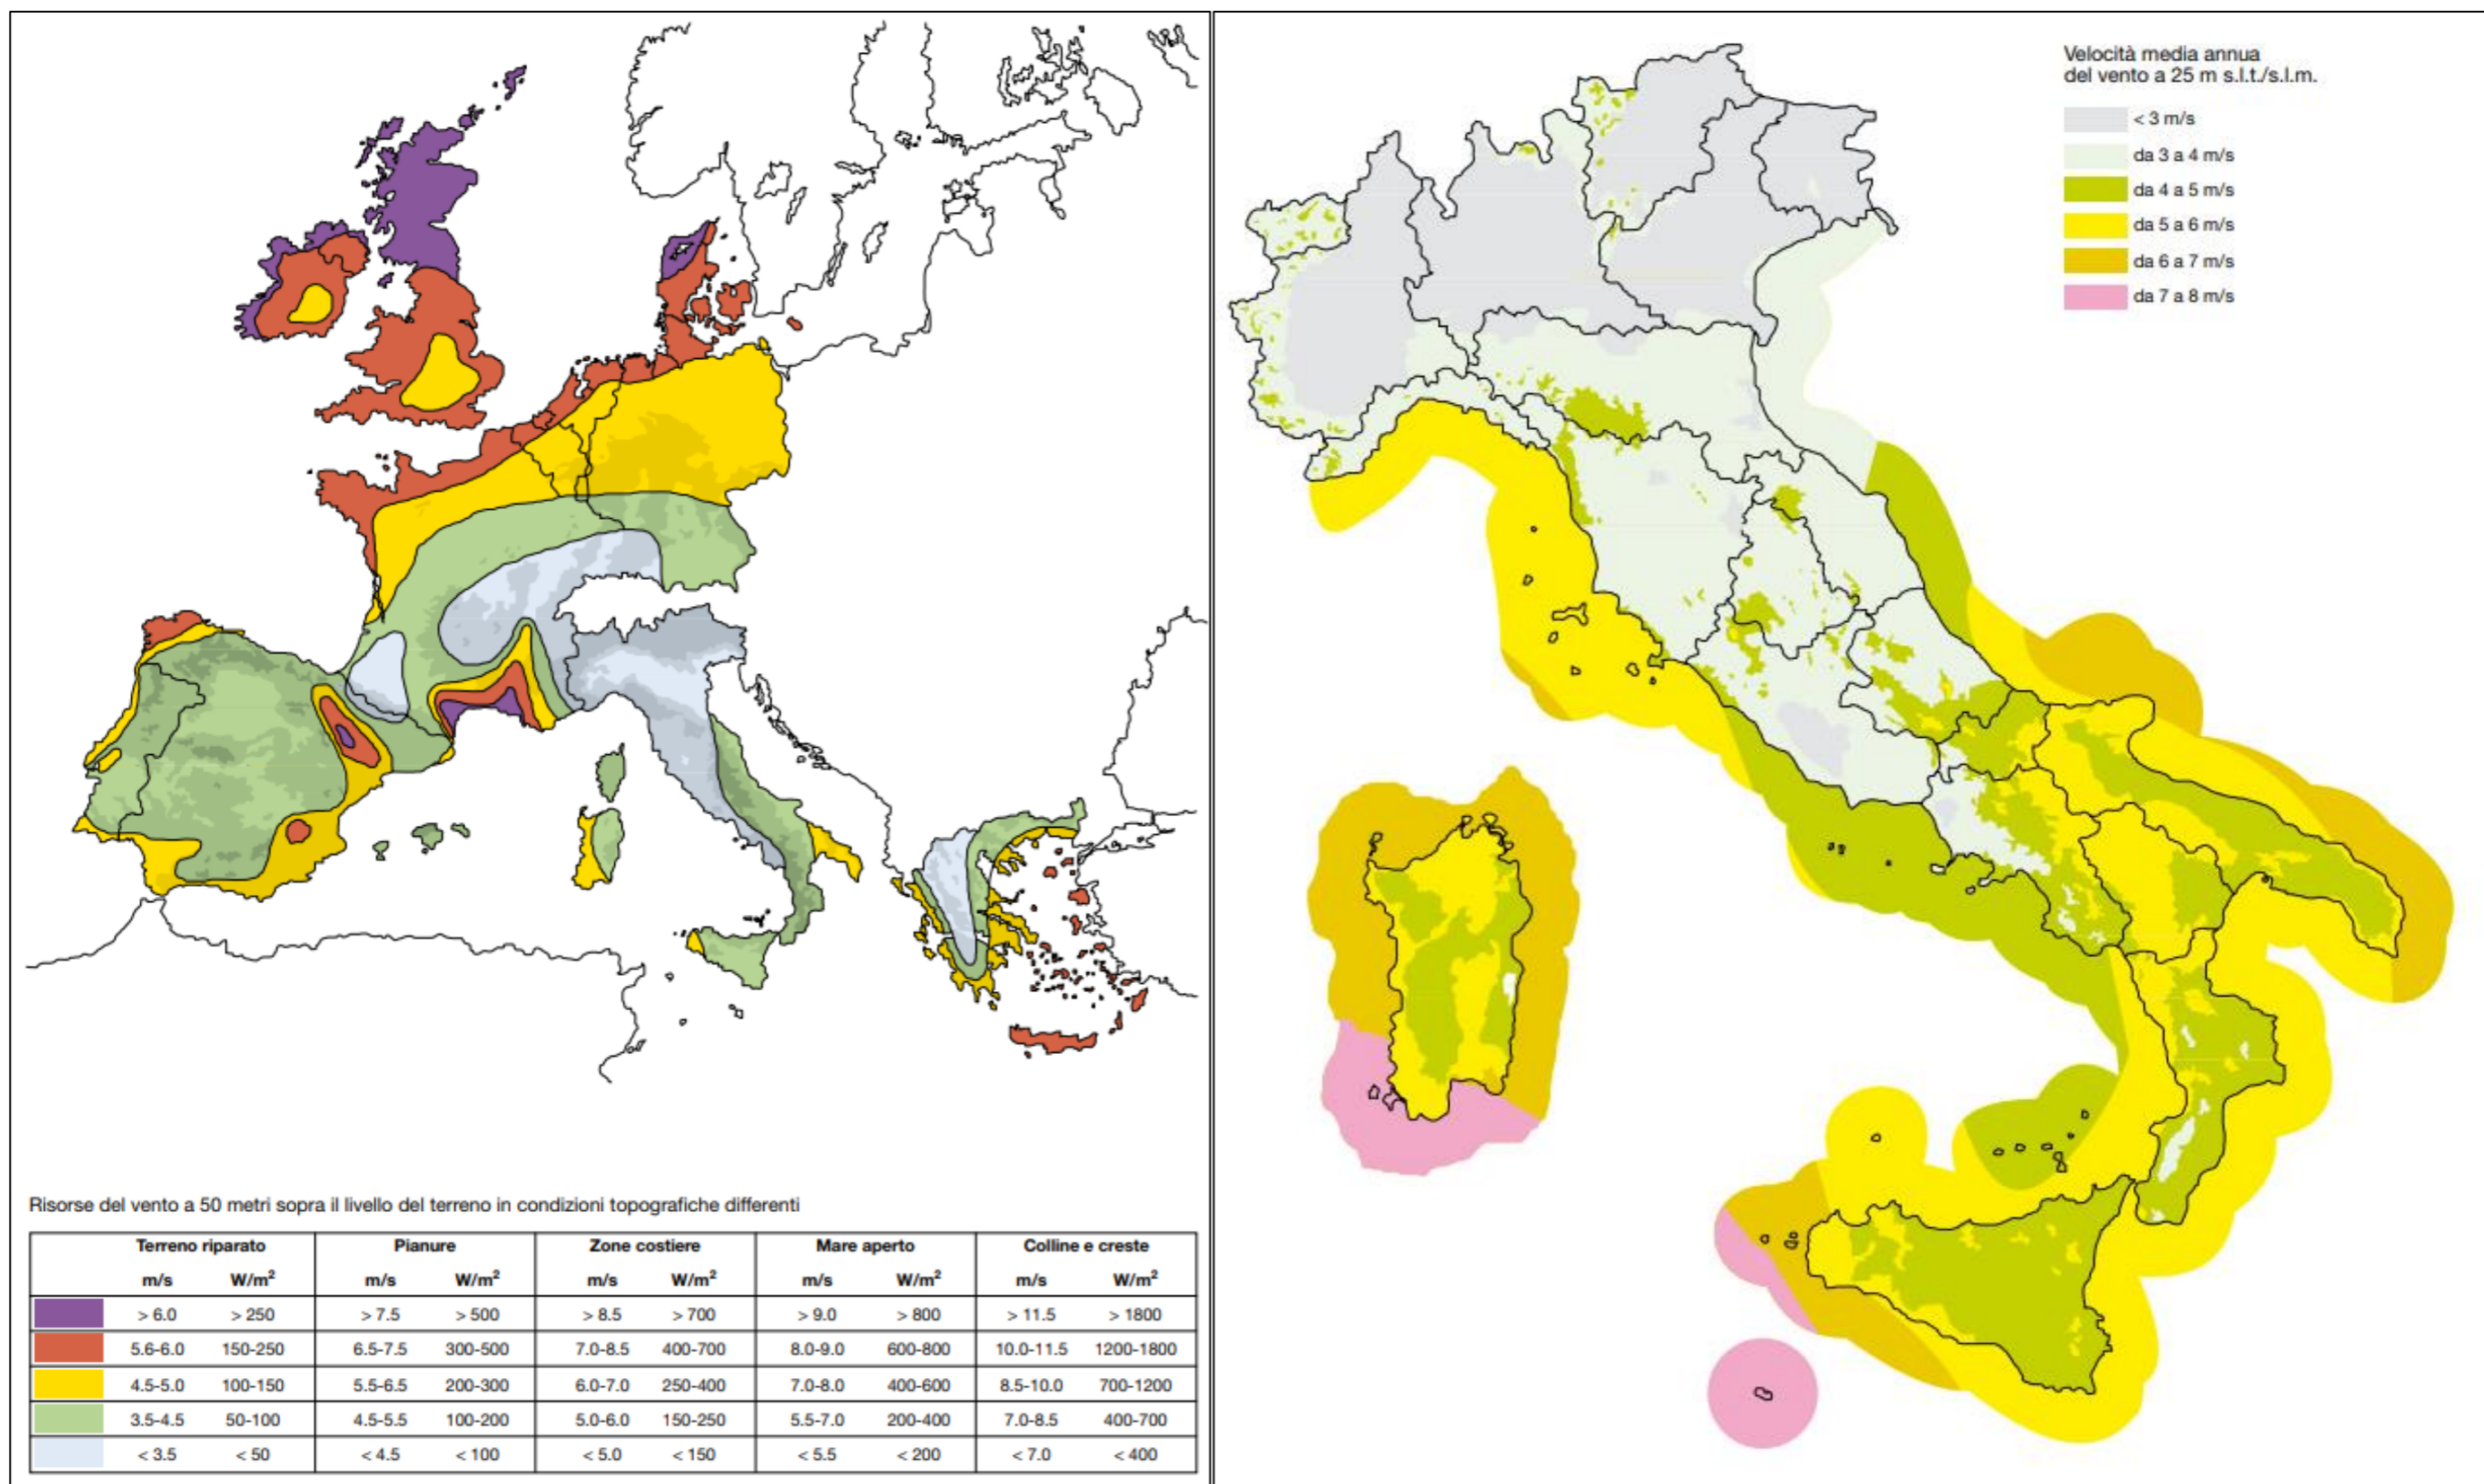 Risorse del vento a 50 metri sopra il livello del terreno in condizioni topografiche differenti
Terreno riparato Pianure Zone costiere Mare aperto Colline e creste
m/s W/m² m/s W/m² m/s W/m² m/s W/m² m/s W/m²
> 6.0 > 250 > 7.5 > 500 > 8.5 > 700 > 9.0 > 800 > 11.5 > 1800
5.6-6.0 150-250 6.5-7.5 300-500 7.0-8.5 400-700 8.0-9.0 600-800 10.0-11.5 1200-1800
4.5-5.0 100-150 5.5-6.5 200-300 6.0-7.0 250-400 7.0-8.0 400-600 8.5-10.0 700-1200
3.5-4.5 50-100 4.5-5.5 100-200 5.0-6.0 150-250 5.5-7.0 200-400 7.0-8.5 400-700
< 3.5 < 50 < 4.5 < 100 < 5.0 < 150 < 5.5 < 200 < 7.0 < 400
Velocità media annua
del vento a 25 m s.l.t./s.l.m.
< 3 m/s
da 3 a 4 m/s
da 4 a 5 m/s
da 5 a 6 m/s
da 6 a 7 m/s
da 7 a 8 m/s